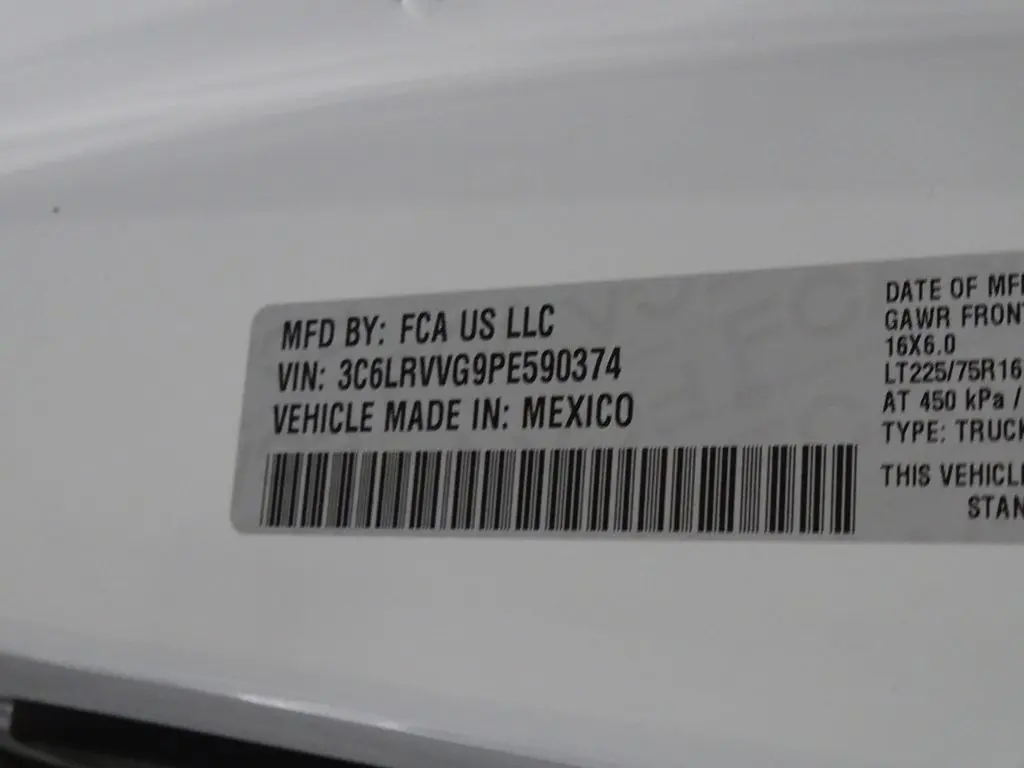 MFD BY: FCA US LLC
VIN: 3C6LRVVG9PE590374
VEHICLE MADE IN: MEXICO
DATE OF MF
GAWR FRONT
16X6.0
LT225/75R16
AT 450 kPa /
TYPE: TRUCK
THIS VEHICLE
STAN